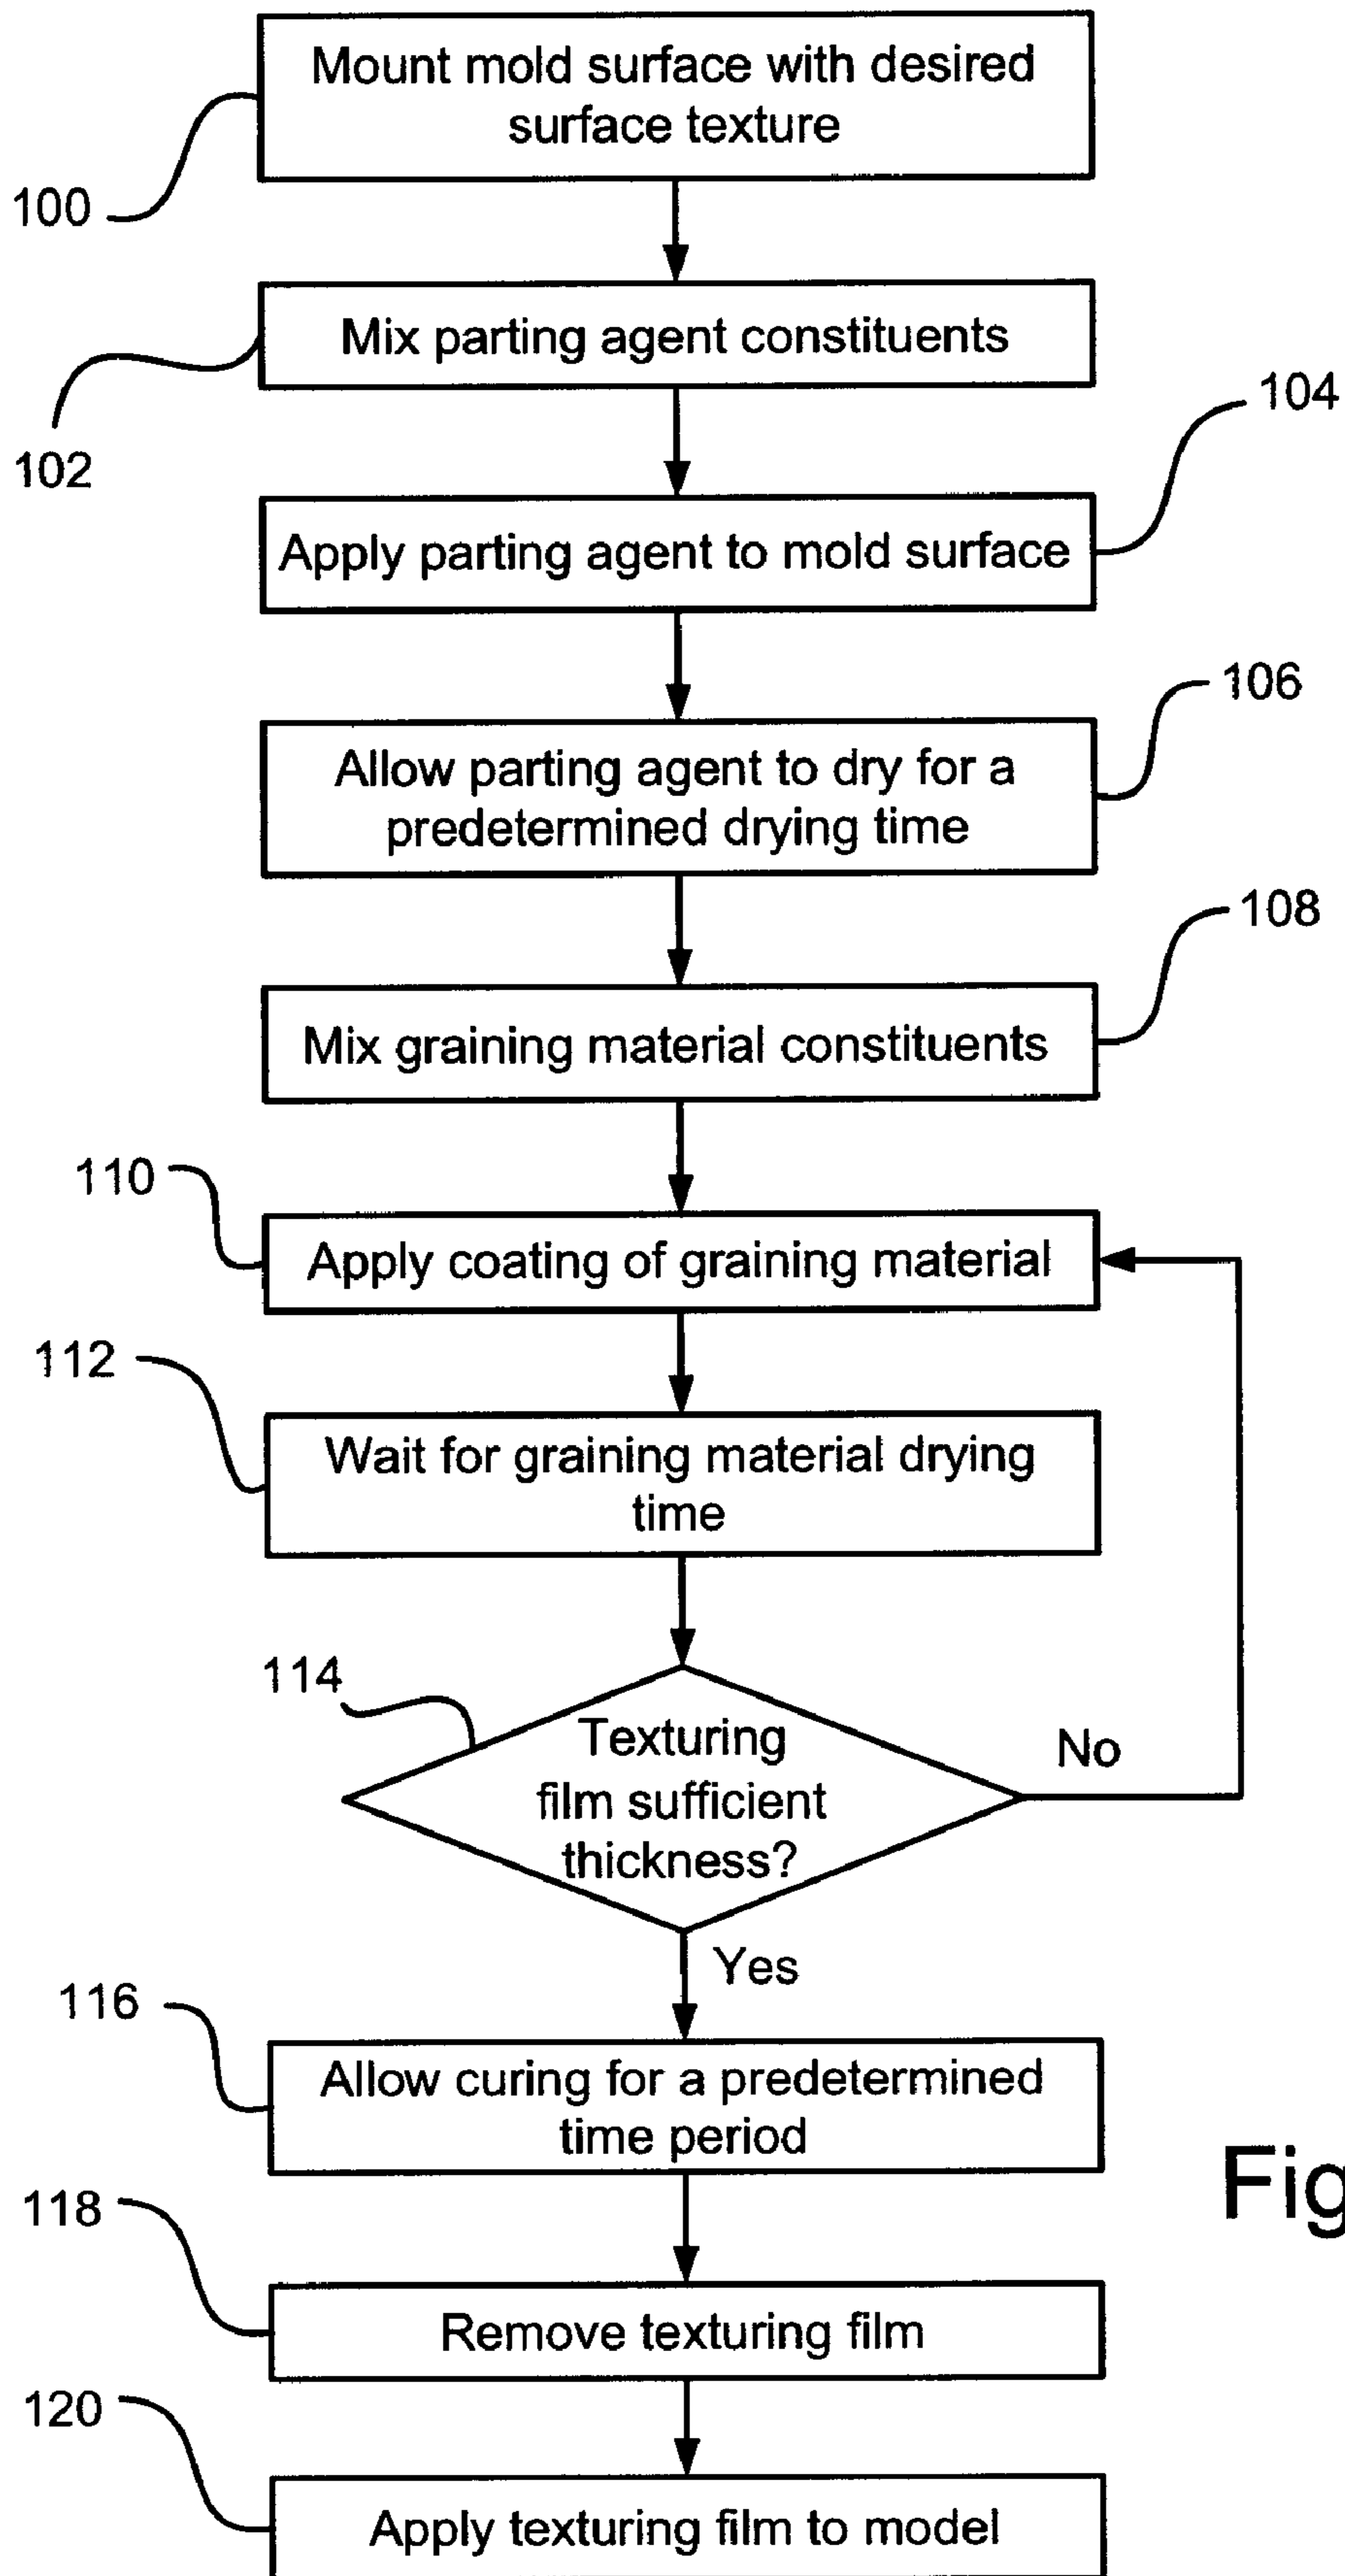 Mount mold surface with desired
surface texture
100
Mix parting agent constituents
102
104
Apply parting agent to mold surface
106
Allow parting agent to dry for a
predetermined drying time
108
Mix graining material constituents
110
Apply coating of graining material
112
Wait for graining material drying
time
114
Texturing
film sufficient
thickness?
No
Yes
116
Allow curing for a predetermined
time period
Fig
118
Remove texturing film
120
Apply texturing film to model